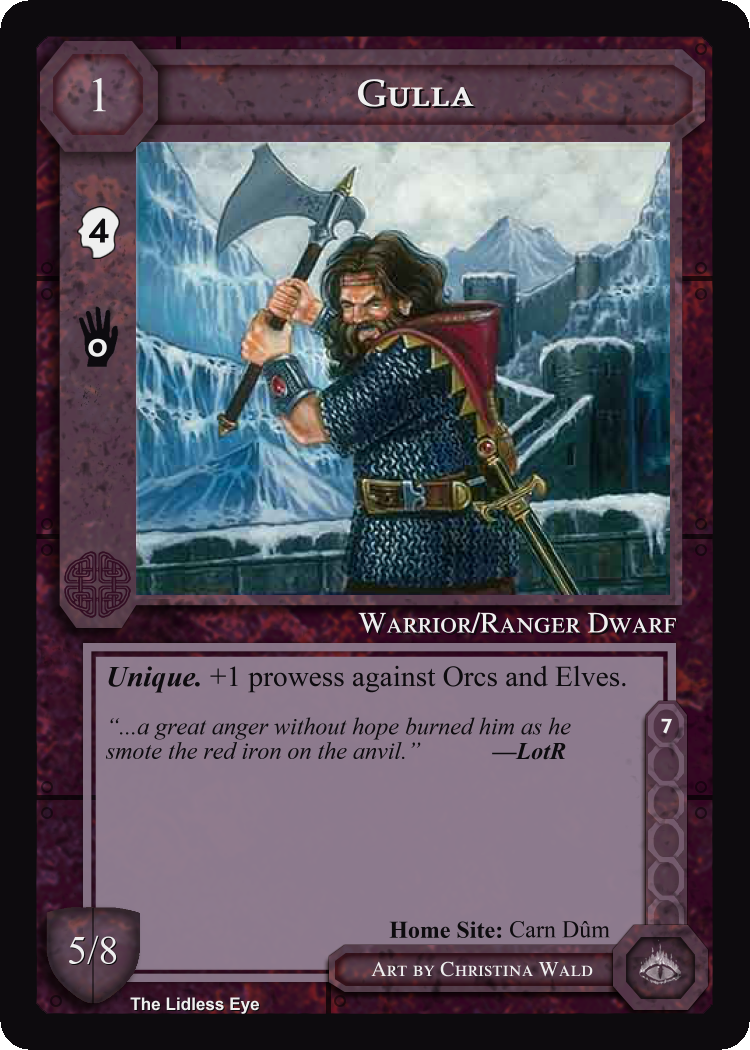 1
Gulla
4
0
Warrior/Ranger Dwarf
Unique. +1 prowess against Orcs and Elves.
“...a great anger without hope burned him as he
smote the red iron on the anvil.” —LotR
7
Home Site: Carn Dûm
5/8
Art by Christina Wald
The Lidless Eye